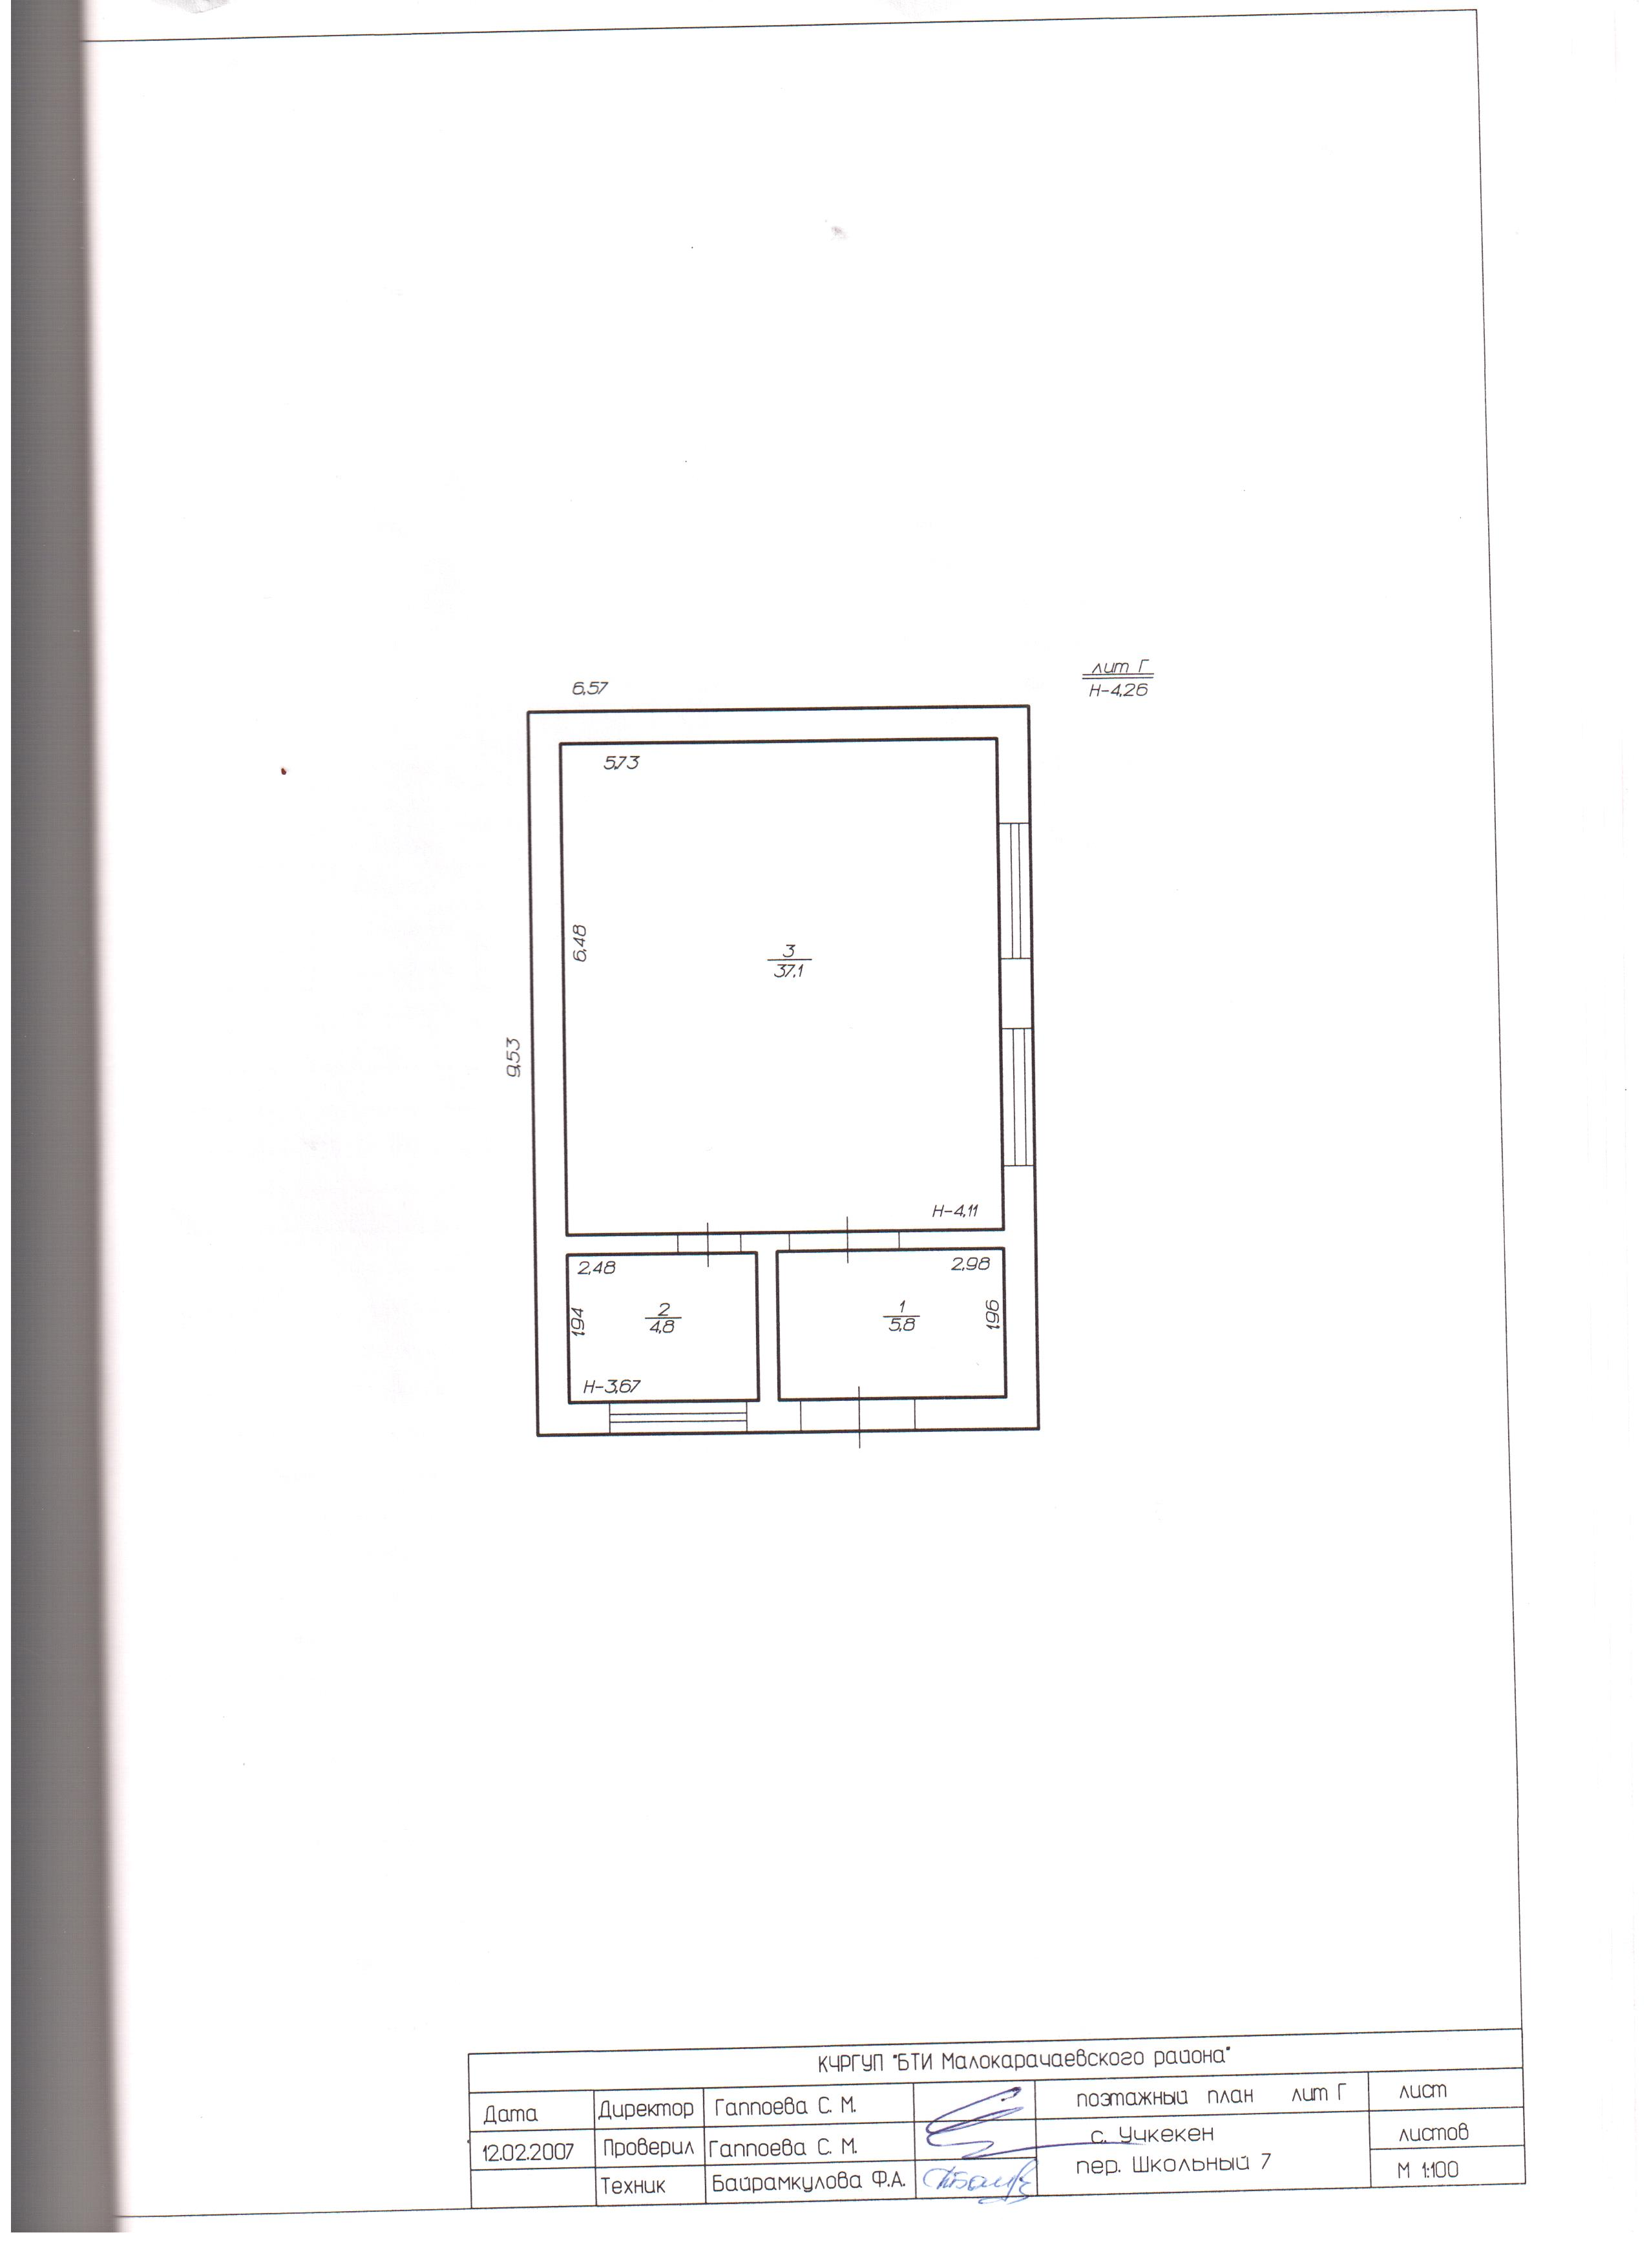 6,57
лит Г
Н-4,26
5,73
6,48
3
37,1
9,53
Н-4,11
2,48
2,98
1,94
2
4,8
1
5,8
1,96
Н-3,67
КЧРГУП "БТИ Малокарачаевского района"
Дата
Директор
Гаппоева С. М.
поэтажный план лит Г
лист
12.02.2007
Проверил
Гаппоева С. М.
с. Учкекен
листов
Техник
Байрамкулова Ф.А.
пер. Школьный 7
М 1:100